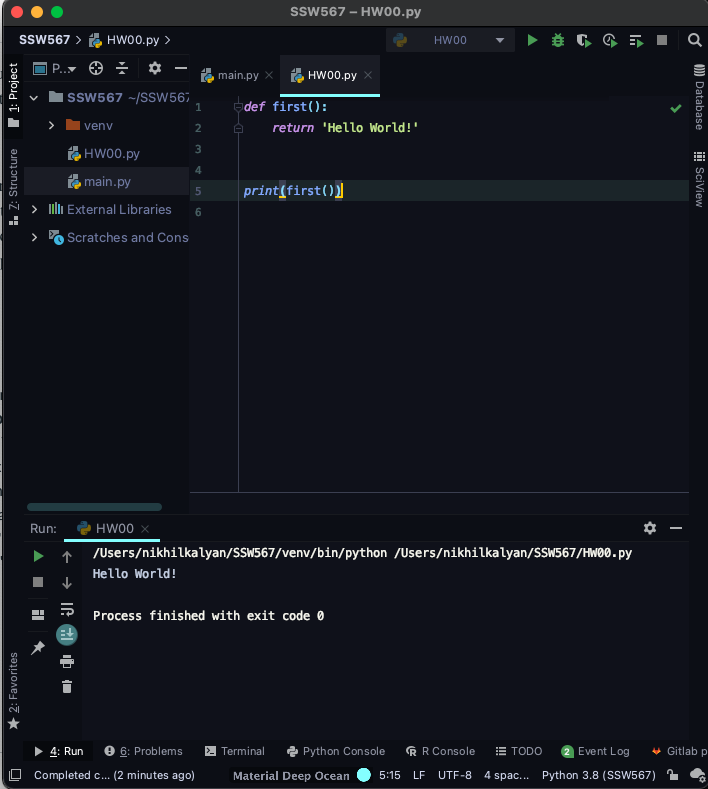 SSW567 – HW00.py
SSW567 HW00.py HW00
1: Project
P...
main.py HW00.py
SSW567 ~/SSW567
venv
HW00.py
main.py
External Libraries
Scratches and Cons
7: Structure
2: Favorites
1 def first():
2 return 'Hello World!'
3
4
5 print(first())
6
Database
SciView
Run: HW00
/Users/nikhilkalyan/SSW567/venv/bin/python /Users/nikhilkalyan/SSW567/HW00.py
Hello World!
Process finished with exit code 0
4: Run 6: Problems Terminal Python Console R Console TODO 2 Event Log Gitlab p
Completed c... (2 minutes ago) Material Deep Ocean 5:15 LF UTF-8 4 spac... Python 3.8 (SSW567)